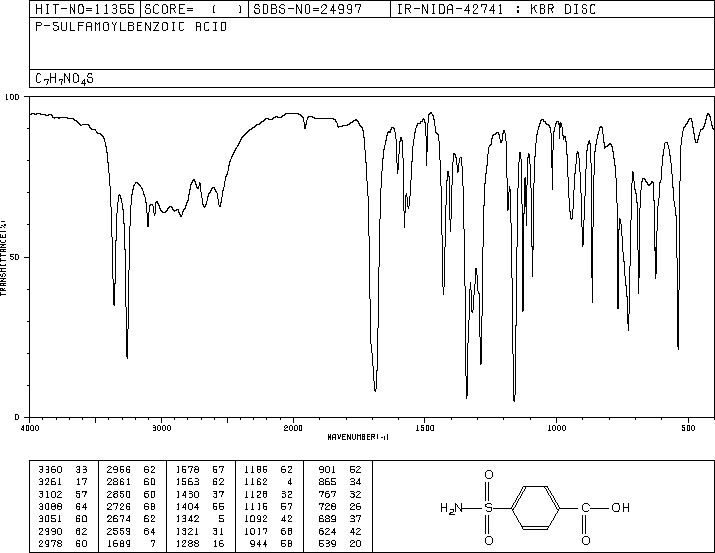 HIT-NO=11355 SCORE= ( ) SDBS-NO=24997 IR-NIDA-42741 : KBR DISC
P-SULFAMOYLBENZOIC ACID
C7H7NO4S
100
50
0
TRANSMITTANCE(%)
4000 3000 2000 1500 1000 500
WAVENUMBER(-1)
3360 33 2956 62 1578 57 1186 62 901 52
3261 17 2861 60 1563 62 1162 4 865 34
3102 57 2850 60 1430 37 1128 32 767 32
3088 64 2726 68 1404 55 1116 57 728 26
3051 60 2674 62 1342 5 1092 42 689 37
2990 62 2559 64 1321 31 1017 68 624 42
2978 60 1689 7 1288 16 944 58 539 20
O
H2N S C OH
O O